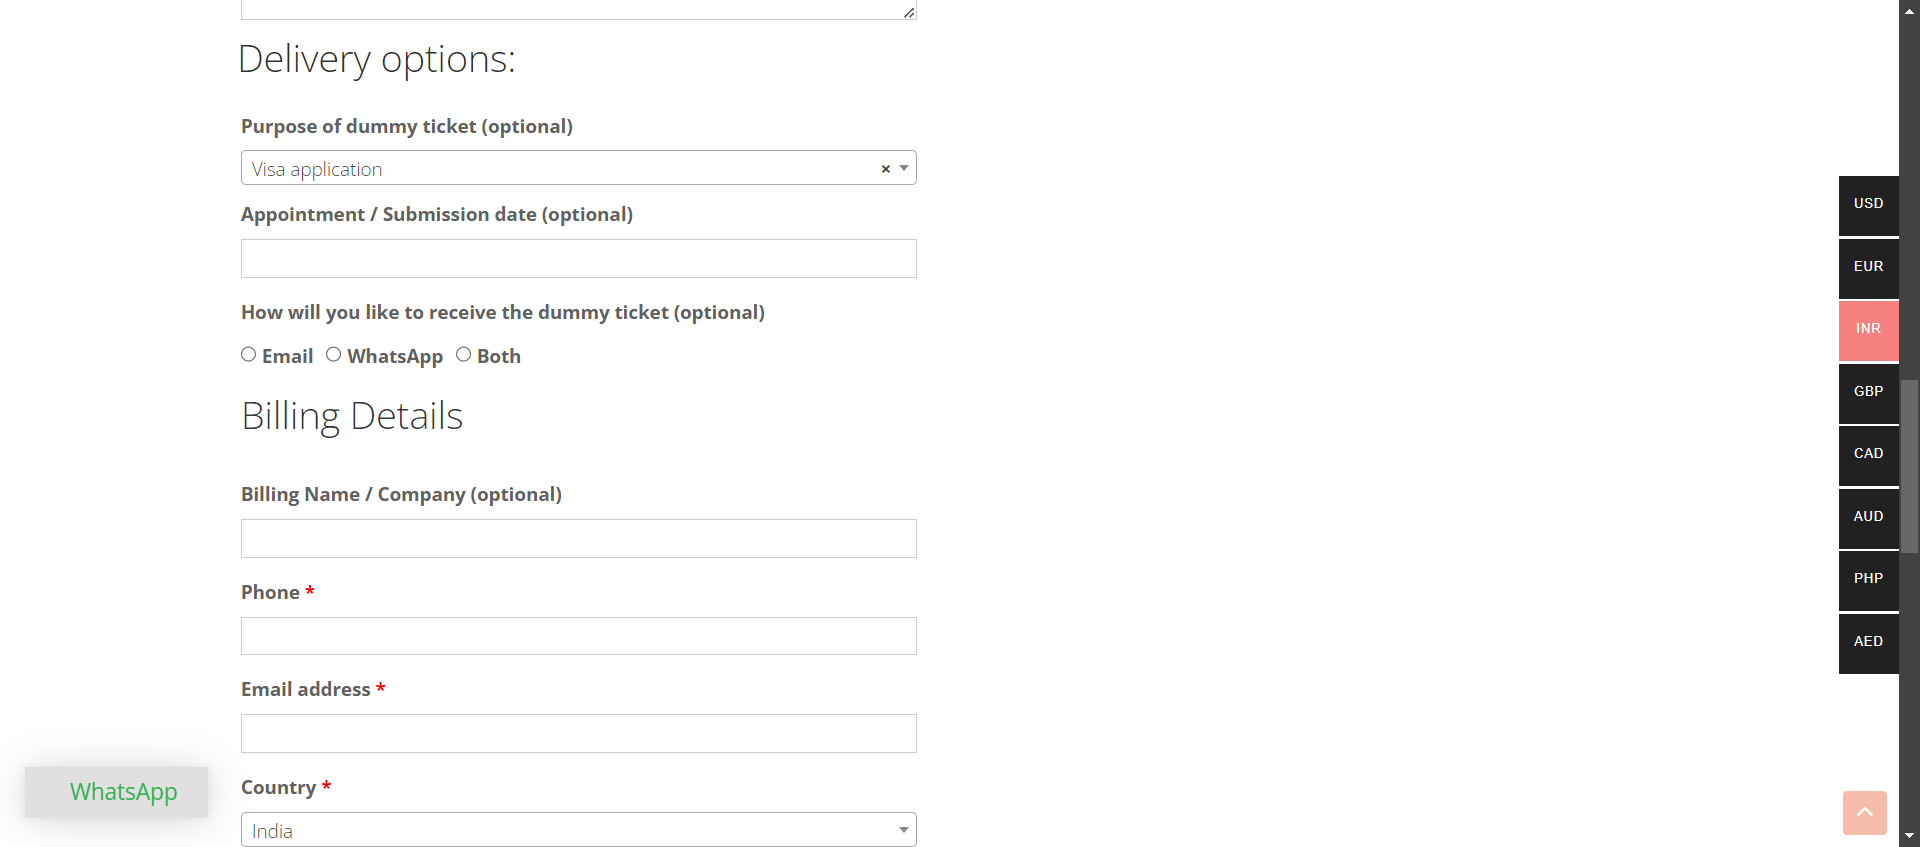 Delivery options:
Purpose of dummy ticket (optional)
Visa application × 
Appointment / Submission date (optional)
How will you like to receive the dummy ticket (optional)
Email WhatsApp Both
Billing Details
Billing Name / Company (optional)
Phone *
Email address *
Country *
India
WhatsApp
USD
EUR
INR
GBP
CAD
AUD
PHP
AED